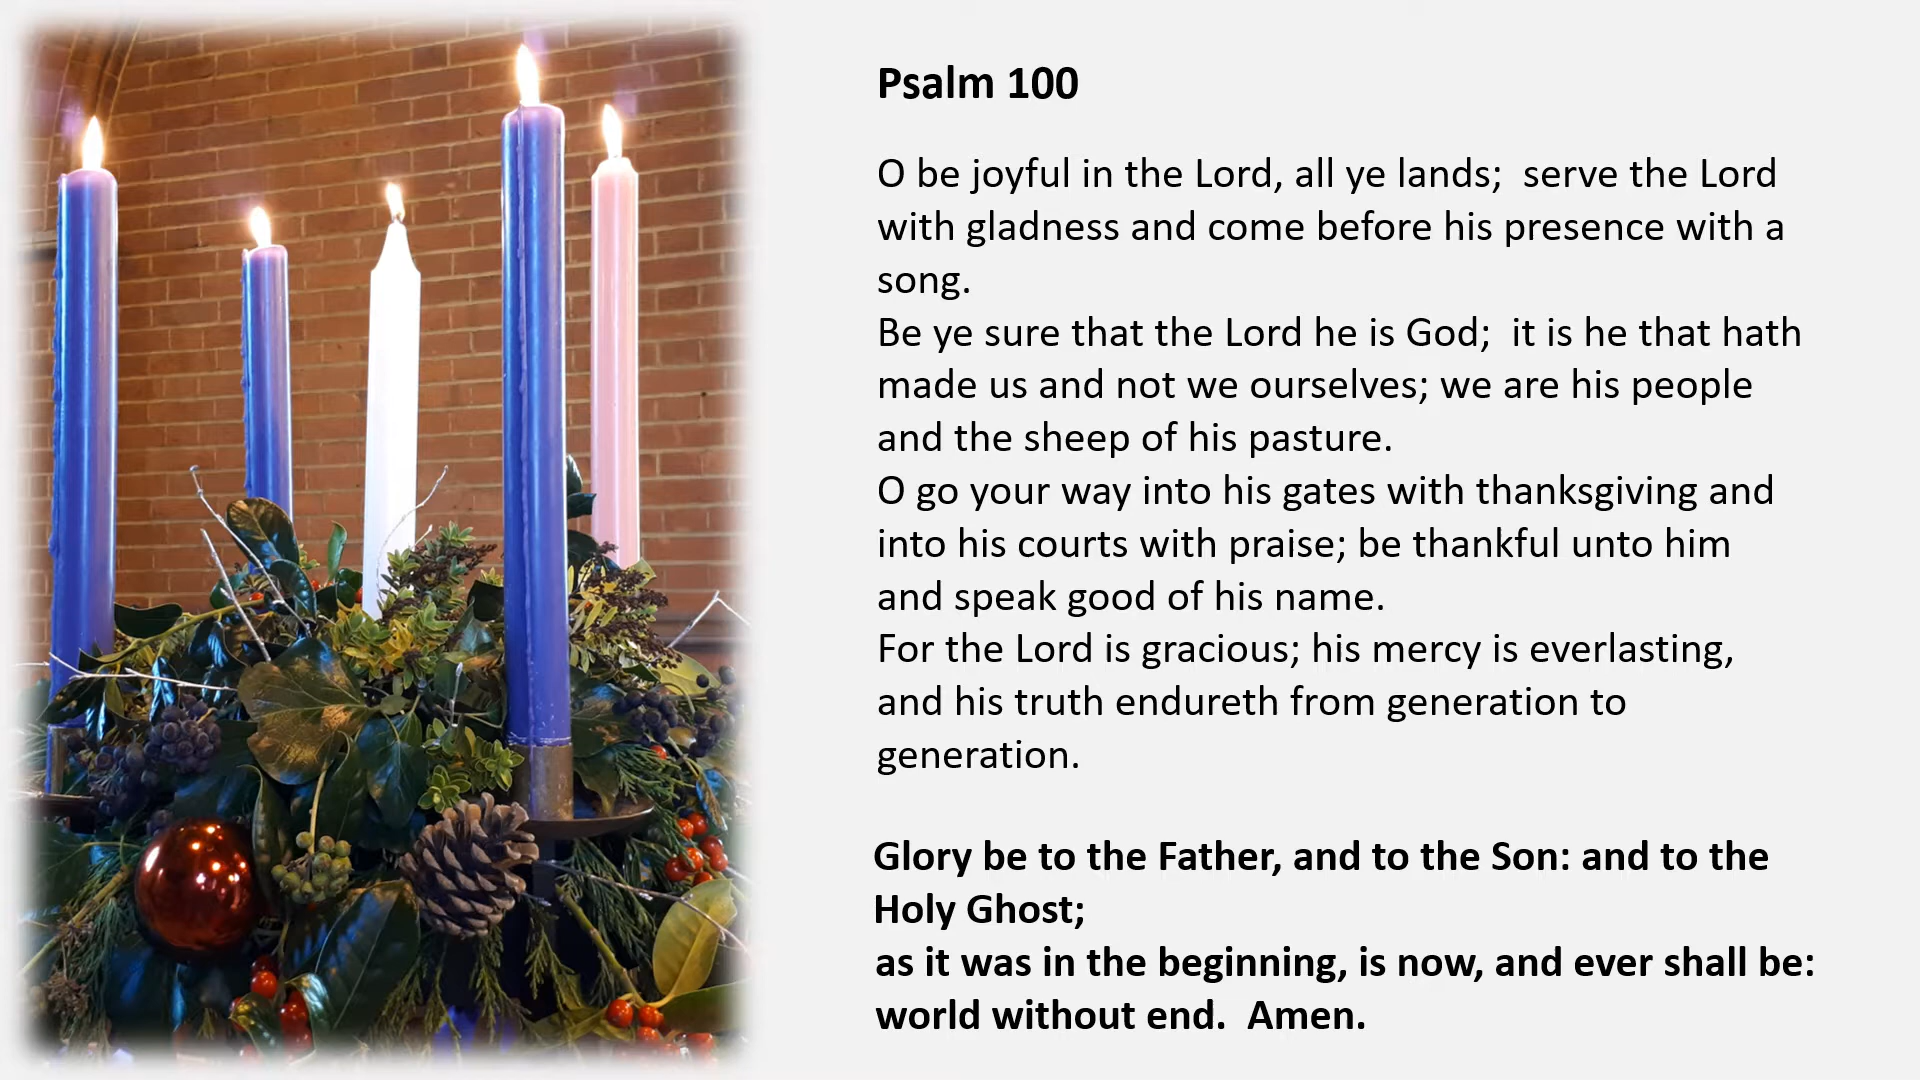 Psalm 100
O be joyful in the Lord, all ye lands;  serve the Lord
with gladness and come before his presence with a
song.
Be ye sure that the Lord he is God;  it is he that hath
made us and not we ourselves; we are his people
and the sheep of his pasture.
O go your way into his gates with thanksgiving and
into his courts with praise; be thankful unto him
and speak good of his name.
For the Lord is gracious; his mercy is everlasting,
and his truth endureth from generation to
generation.
Glory be to the Father, and to the Son: and to the
Holy Ghost;
as it was in the beginning, is now, and ever shall be:
world without end.  Amen.